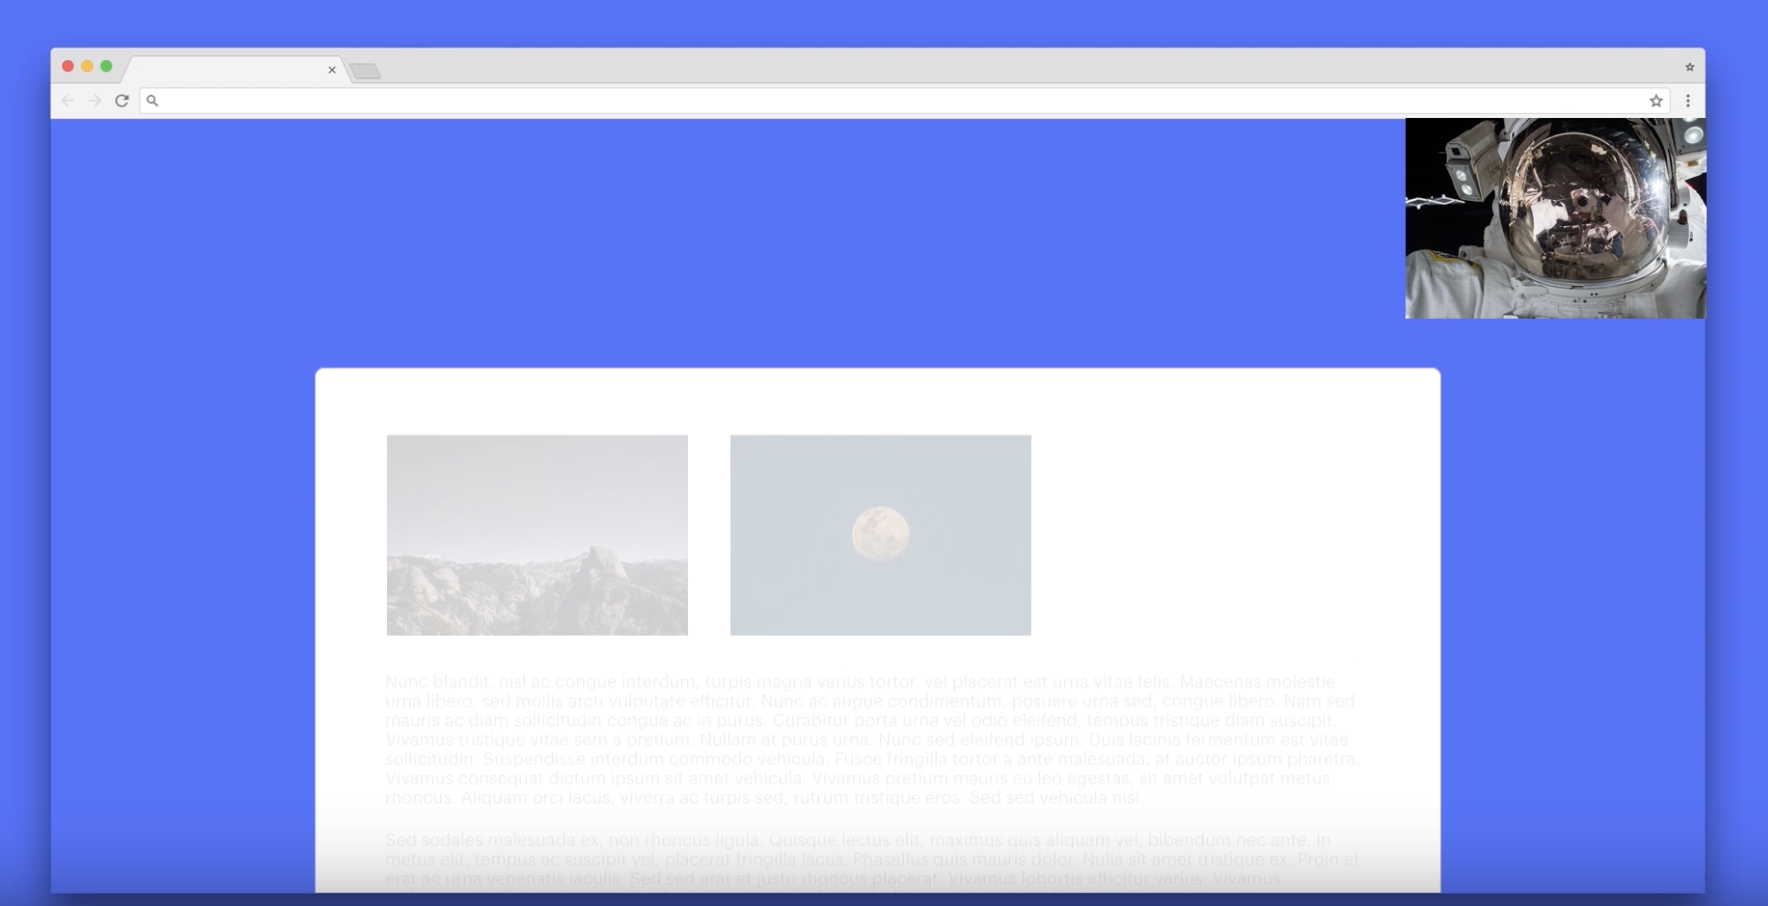 Nunc blandit, nisl ac congue interdum, turpis magna varius tortor, vel placerat est urna vitae felis. Maecenas molestie
urna libero, sed mollis arcu vulputate efficitur. Nunc ac augue condimentum, posuere urna sed, congue libero. Nam sed
mauris ac diam sollicitudin congue ac in purus. Curabitur porta urna vel odio eleifend, tempus tristique diam suscipit.
Vivamus tristique vitae sem a pretium. Nullam at purus urna. Nunc sed eleifend ipsum. Duis lacinia fermentum est vitae
sollicitudin. Suspendisse interdum commodo vehicula. Fusce fringilla tortor a ante malesuada, at auctor ipsum pharetra.
Vivamus consequat dictum ipsum sit amet vehicula. Vivamus pretium mauris eu leo egestas, sit amet volutpat metus
rhoncus. Aliquam orci lacus, viverra ac turpis sed, rutrum tristique eros. Sed sed vehicula nisl.
Sed sodales malesuada ex, non rhoncus ligula. Quisque lectus elit, maximus quis aliquam vel, bibendum nec ante. In
metus elit, tempus ac suscipit vel, placerat fringilla lacus. Phasellus quis mauris dolor. Nulla sit amet tristique ex. Proin et
erat ac urna venenatis iaculis. Sed sed erat et justo rhoncus placerat. Vivamus lobortis efficitur varius. Vivamus